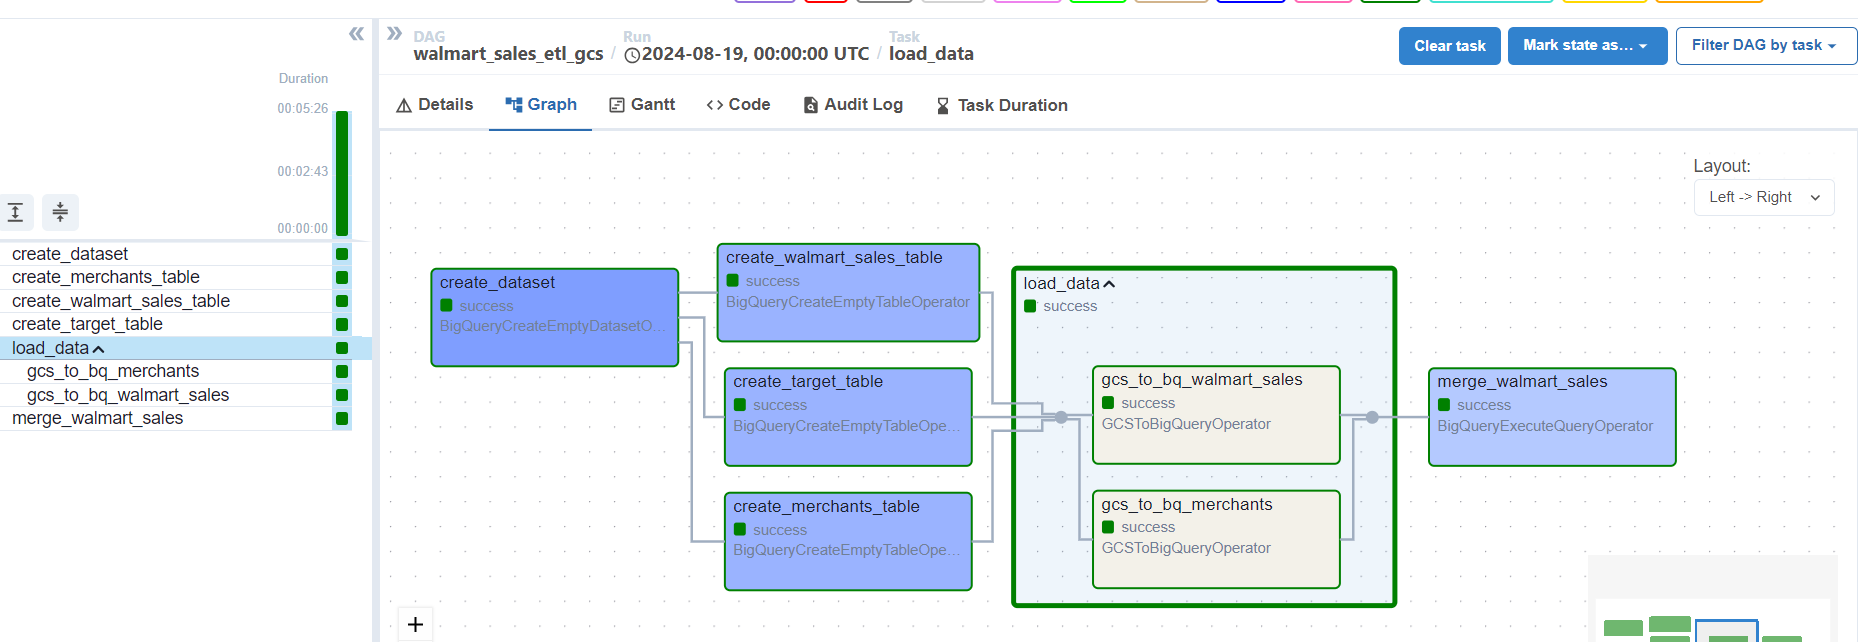 DAG
walmart_sales_etl_gcs
/
Run
2024-08-19, 00:00:00 UTC
/
Task
load_data
Clear task
Mark state as...
Filter DAG by task
Details
Graph
Gantt
<> Code
Audit Log
Task Duration
Duration
00:05:26
00:02:43
00:00:00
create_dataset
create_merchants_table
create_walmart_sales_table
create_target_table
load_data
gcs_to_bq_merchants
gcs_to_bq_walmart_sales
merge_walmart_sales
Layout:
Left -> Right
create_dataset
success
BigQueryCreateEmptyDatasetO...
create_walmart_sales_table
success
BigQueryCreateEmptyTableOperator
create_target_table
success
BigQueryCreateEmptyTableOpe...
create_merchants_table
success
BigQueryCreateEmptyTableOpe...
load_data
success
gcs_to_bq_walmart_sales
success
GCSToBigQueryOperator
gcs_to_bq_merchants
success
GCSToBigQueryOperator
merge_walmart_sales
success
BigQueryExecuteQueryOperator
+